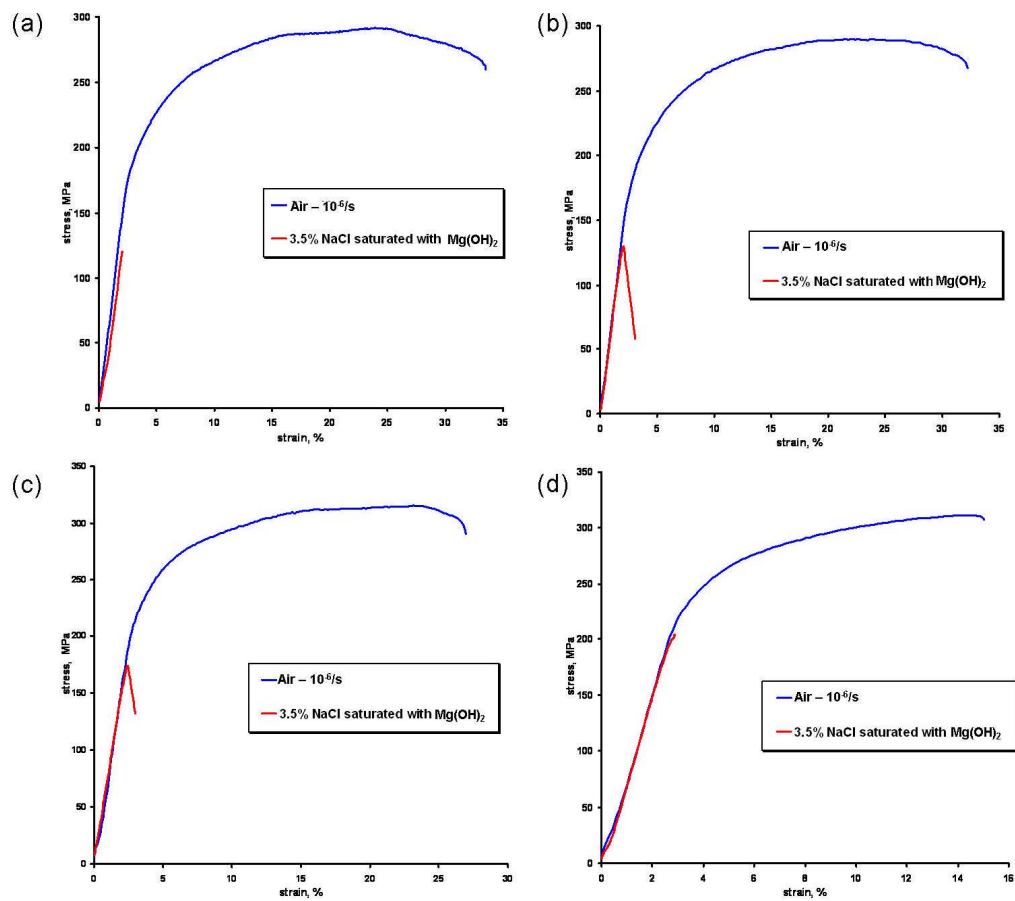 (a)
300
250
200
150
100
50
0
stress, MPa
0 5 10 15 20 25 30 35
strain, %
Air – 10⁻⁶/s
3.5% NaCl saturated with Mg(OH)₂
(b)
300
250
200
150
100
50
0
stress, MPa
0 5 10 15 20 25 30 35
strain, %
Air – 10⁻⁶/s
3.5% NaCl saturated with Mg(OH)₂
(c)
350
300
250
200
150
100
50
0
stress, MPa
0 5 10 15 20 25 30
strain, %
Air – 10⁻⁶/s
3.5% NaCl saturated with Mg(OH)₂
(d)
350
300
250
200
150
100
50
0
stress, MPa
0 2 4 6 8 10 12 14 16
strain, %
Air – 10⁻⁶/s
3.5% NaCl saturated with Mg(OH)₂